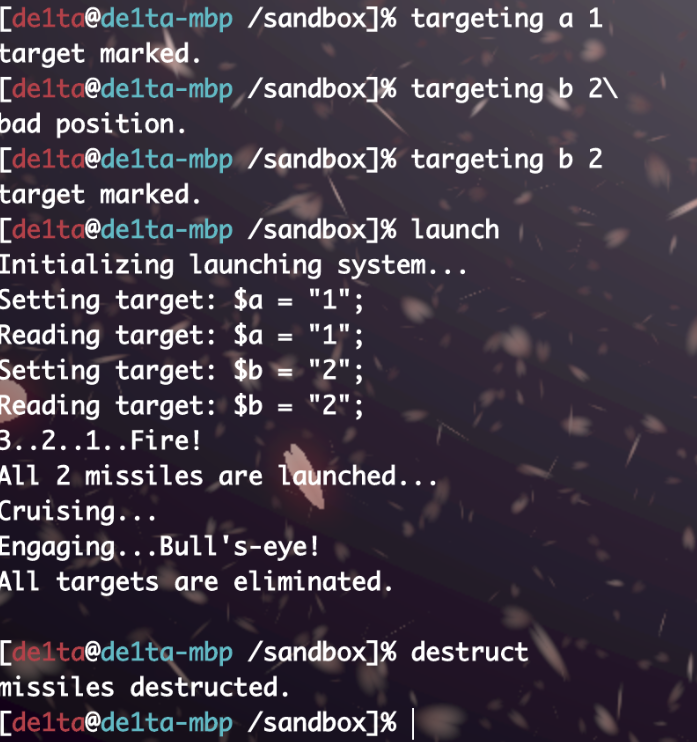 [de1ta@de1ta-mbp /sandbox]% targeting a 1
target marked.
[de1ta@de1ta-mbp /sandbox]% targeting b 2\
bad position.
[de1ta@de1ta-mbp /sandbox]% targeting b 2
target marked.
[de1ta@de1ta-mbp /sandbox]% launch
Initializing launching system...
Setting target: $a = "1";
Reading target: $a = "1";
Setting target: $b = "2";
Reading target: $b = "2";
3..2..1..Fire!
All 2 missiles are launched...
Cruising...
Engaging...Bull's-eye!
All targets are eliminated.
[de1ta@de1ta-mbp /sandbox]% destruct
missiles destructed.
[de1ta@de1ta-mbp /sandbox]%